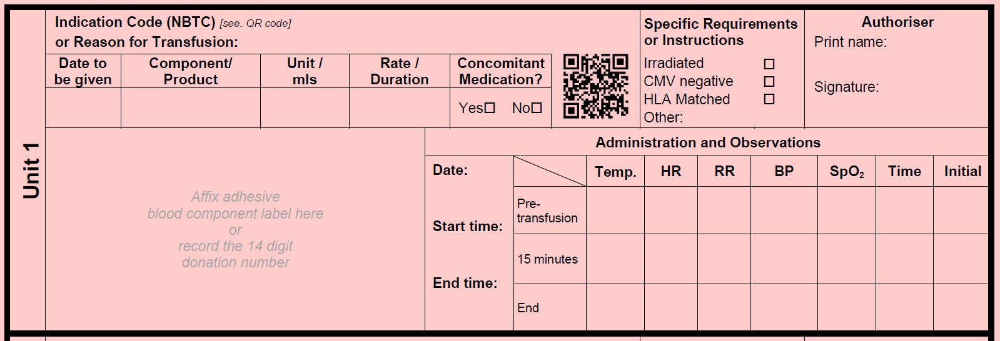 Unit 1
Indication Code (NBTC) [see. QR code]
or Reason for Transfusion:
Date to
be given
Component/
Product
Unit /
mls
Rate /
Duration
Concomitant
Medication?
Yes☐ No☐
Specific Requirements
or Instructions
Irradiated ☐
CMV negative ☐
HLA Matched ☐
Other:
Authoriser
Print name:
Signature:
Affix adhesive
blood component label here
or
record the 14 digit
donation number
Administration and Observations
Date:
Start time:
End time:
Temp. HR RR BP SpO₂ Time Initial
Pre-
transfusion
15 minutes
End